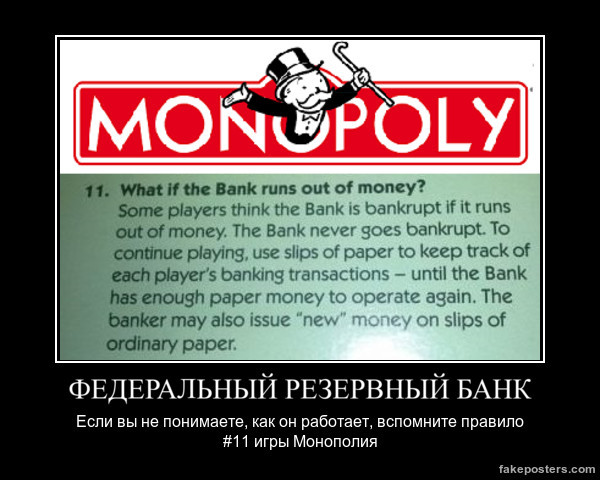 MONOPOLY
11. What if the Bank runs out of money?
Some players think the Bank is bankrupt if it runs
out of money. The Bank never goes bankrupt. To
continue playing, use slips of paper to keep track of
each player's banking transactions – until the Bank
has enough paper money to operate again. The
banker may also issue "new" money on slips of
ordinary paper.
ФЕДЕРАЛЬНЫЙ РЕЗЕРВНЫЙ БАНК
Если вы не понимаете, как он работает, вспомните правило
#11 игры Монополия
fakeposters.com